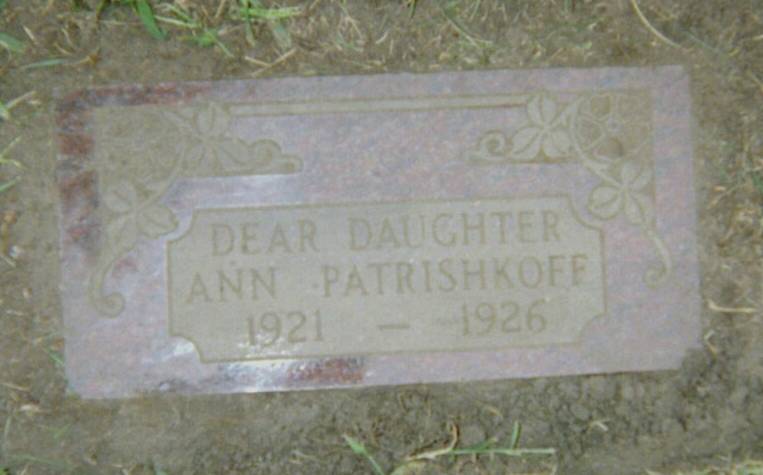 DEAR DAUGHTER
ANN PATRISHKOFF
1921 — 1926